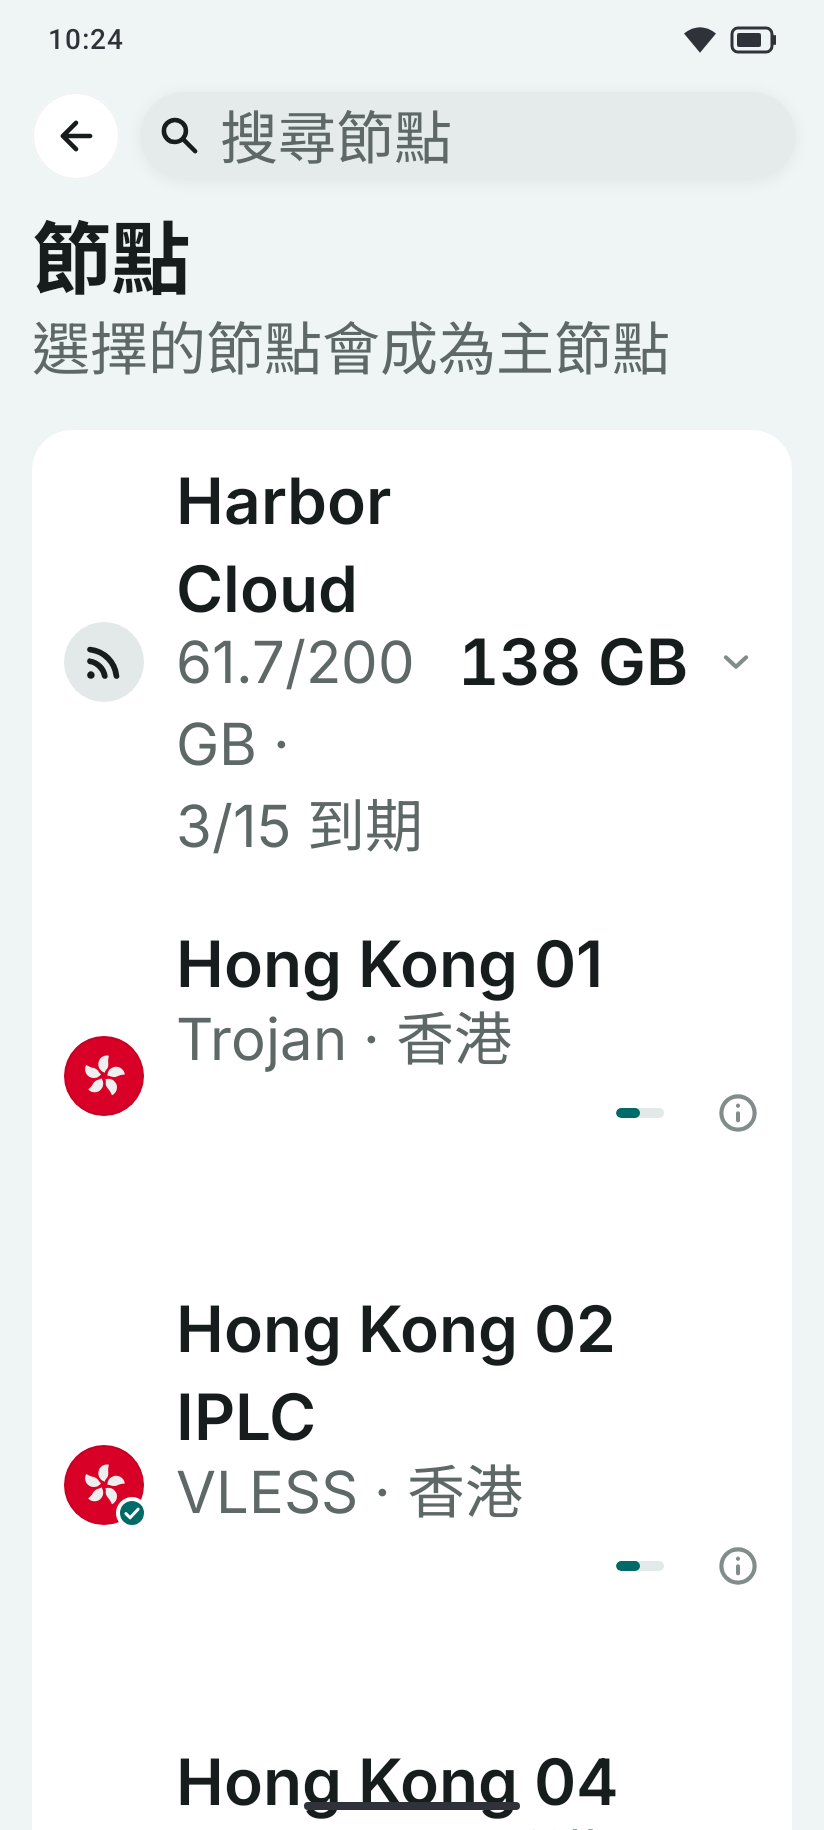 10:24
搜尋節點
節點
選擇的節點會成為主節點
Harbor
Cloud
61.7/200
GB ·
3/15 到期
138 GB
Hong Kong 01
Trojan · 香港
Hong Kong 02
IPLC
VLESS · 香港
Hong Kong 04